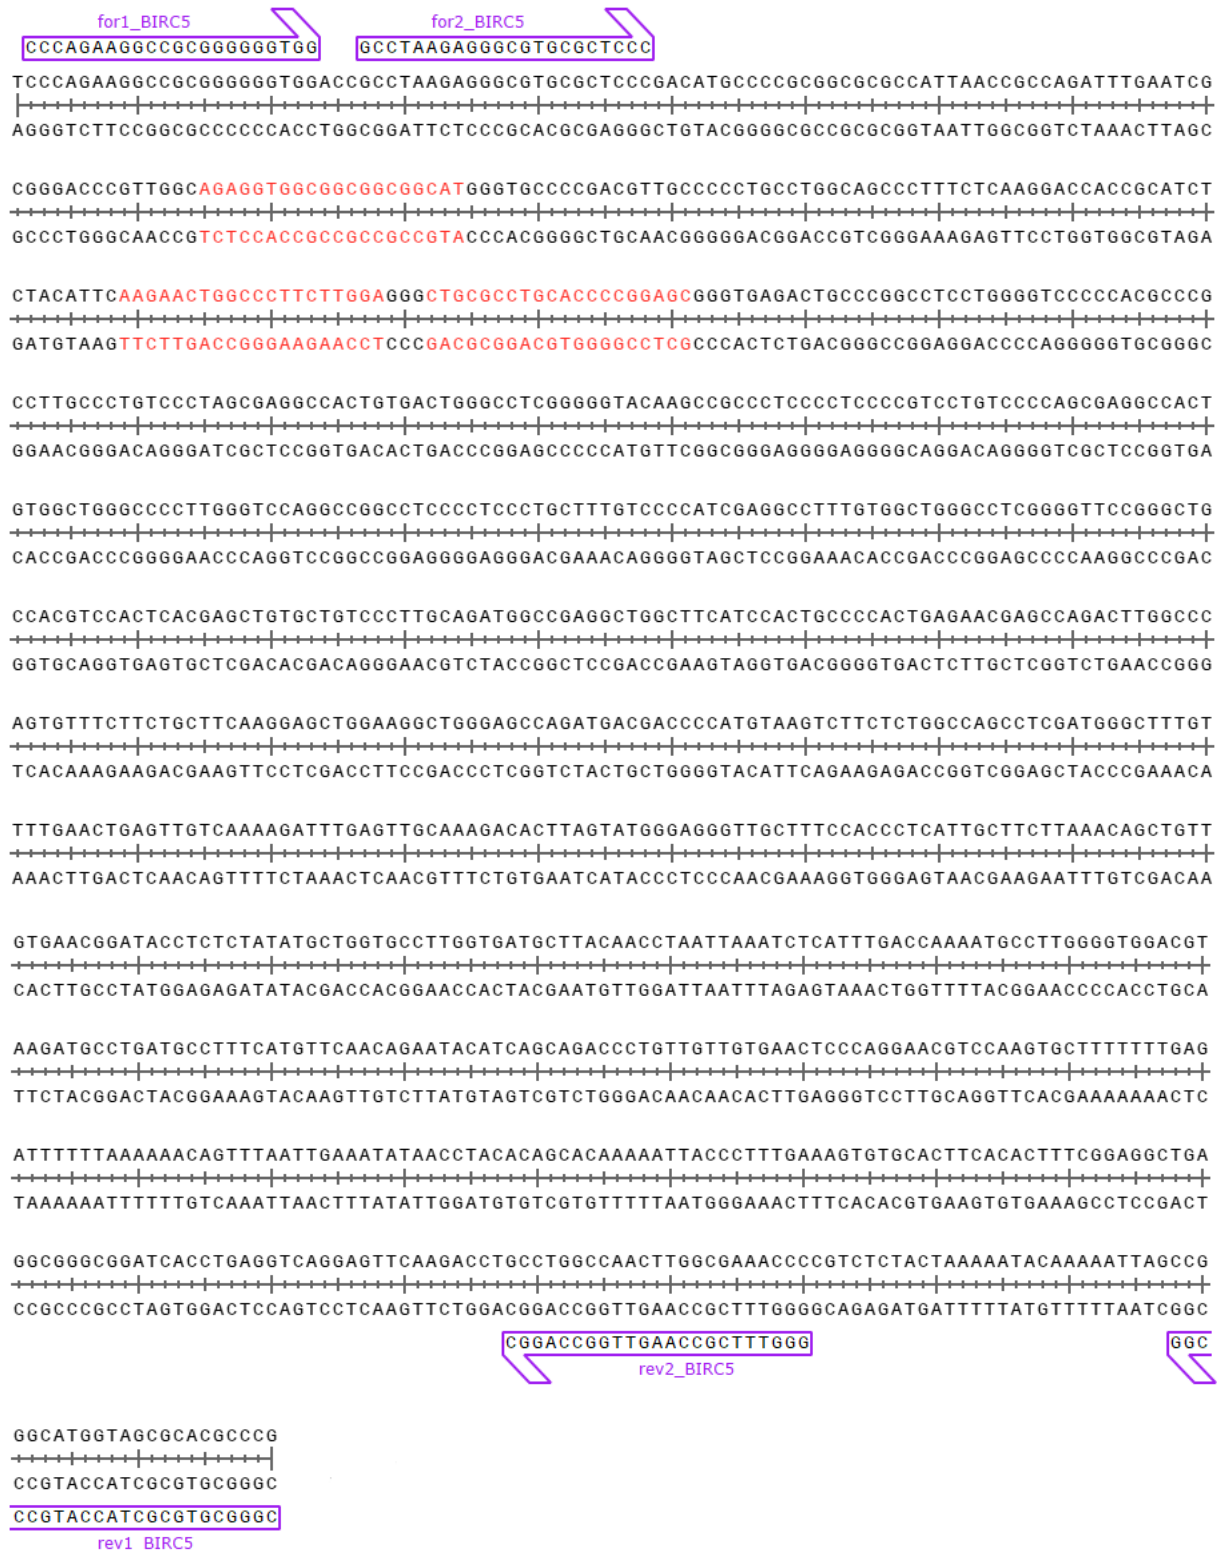 for1_BIRC5 for2_BIRC5
CCCAGAAGGCCGCGGGGGGTGG GCCTAAGAGGGCGTGCGCTCCC
TCCCAGAAGGCCGCGGGGGGTGGACCGCCTAAGAGGGCGTGCGCTCCCGACATGCCCCGCGGCGCGCCATTAACCGCCAGATTTGAATCG
AGGGTCTTCCGGCGCCCCCCACCTGGCGGATTCTCCCGCACGCGAGGGCTGTACGGGGCGCCGCGCGGTAATTGGCGGTCTAAACTTAGC
CGGGACCCGTTGGCAGAGGTGGCGGCGGCGGCATGGGTGCCCCGACGTTGCCCCCTGCCTGGCAGCCCTTTCTCAAGGACCACCGCATCT
GCCCTGGGCAACCGTCTCCACCGCCGCCGCCGTACCCACGGGGCTGCAACGGGGGACGGACCGTCGGGAAAGAGTTCCTGGTGGCGTAGA
CTACATTCAAGAACTGGCCCTTCTTGGAGGGCTGCGCCTGCACCCCGGAGCGGGTGAGACTGCCCGGCCTCCTGGGGTCCCCCACGCCCG
GATGTAAGTTCTTGACCGGGAAGAACCTCCCGACGCGGACGTGGGGCCTCGCCCACTCTGACGGGCCGGAGGACCCCAGGGGGTGCGGGC
CCTTGCCCTGTCCCTAGCGAGGCCACTGTGACTGGGCCTCGGGGGTACAAGCCGCCCTCCCCTCCCCGTCCTGTCCCCAGCGAGGCCACT
GGAACGGGACAGGGATCGCTCCGGTGACACTGACCCGGAGCCCCCATGTTCGGCGGGAGGGGAGGGGCAGGACAGGGGTCGCTCCGGTGA
GTGGCTGGGCCCCTTGGGTCCAGGCCGGCCTCCCCTCCCTGCTTTGTCCCCATCGAGGCCTTTGTGGCTGGGCCTCGGGGTTCCGGGCTG
CACCGACCCGGGGAACCCAGGTCCGGCCGGAGGGGAGGGACGAAACAGGGGTAGCTCCGGAAACACCGACCCGGAGCCCCAAGGCCCGAC
CCACGTCCACTCACGAGCTGTGCTGTCCCTTGCAGATGGCCGAGGCTGGCTTCATCCACTGCCCCACTGAGAACGAGCCAGACTTGGCCC
GGTGCAGGTGAGTGCTCGACACGACAGGGAACGTCTACCGGCTCCGACCGAAGTAGGTGACGGGGTGACTCTTGCTCGGTCTGAACCGGG
AGTGTTTCTTCTGCTTCAAGGAGCTGGAAGGCTGGGAGCCAGATGACGACCCCATGTAAGTCTTCTCTGGCCAGCCTCGATGGGCTTTGT
TCACAAAGAAGACGAAGTTCCTCGACCTTCCGACCCTCGGTCTACTGCTGGGGTACATTCAGAAGAGACCGGTCGGAGCTACCCGAAACA
TTTGAACTGAGTTGTCAAAAGATTTGAGTTGCAAAGACACTTAGTATGGGAGGGTTGCTTTCCACCCTCATTGCTTCTTAAACAGCTGTT
AAACTTGACTCAACAGTTTTCTAAACTCAACGTTTCTGTGAATCATACCCTCCCAACGAAAGGTGGGAGTAACGAAGAATTTGTCGACAA
GTGAACGGATACCTCTCTATATGCTGGTGCCTTGGTGATGCTTACAACCTAATTAAATCTCATTTGACCAAAATGCCTTGGGGTGGACGT
CACTTGCCTATGGAGAGATATACGACCACGGAACCACTACGAATGTTGGATTAATTTAGAGTAAACTGGTTTTACGGAACCCCACCTGCA
AAGATGCCTGATGCCTTTCATGTTCAACAGAATACATCAGCAGACCCTGTTGTTGTGAACTCCCAGGAACGTCCAAGTGCTTTTTTTGAG
TTCTACGGACTACGGAAAGTACAAGTTGTCTTATGTAGTCGTCTGGGACAACAACACTTGAGGGTCCTTGCAGGTTCACGAAAAAAACTC
ATTTTTTAAAAAACAGTTTAATTGAAATATAACCTACACAGCACAAAAATTACCCTTTGAAAGTGTGCACTTCACACTTTCGGAGGCTGA
TAAAAAATTTTTTGTCAAATTAACTTTATATTGGATGTGTCGTGTTTTTAATGGGAAACTTTCACACGTGAAGTGTGAAAGCCTCCGACT
GGCGGGCGGATCACCTGAGGTCAGGAGTTCAAGACCTGCCTGGCCAACTTGGCGAAACCCCGTCTCTACTAAAAATACAAAAATTAGCCG
CCGCCCGCCTAGTGGACTCCAGTCCTCAAGTTCTGGACGGACCGGTTGAACCGCTTTGGGGCAGAGATGATTTTTATGTTTTTAATCGGC
CGGACCGGTTGAACCGCTTTGGG GGC
rev2_BIRC5
GGCATGGTAGCGCACGCCCG
CCGTACCATCGCGTGCGGGC
CCGTACCATCGCGTGCGGGC
rev1_BIRC5